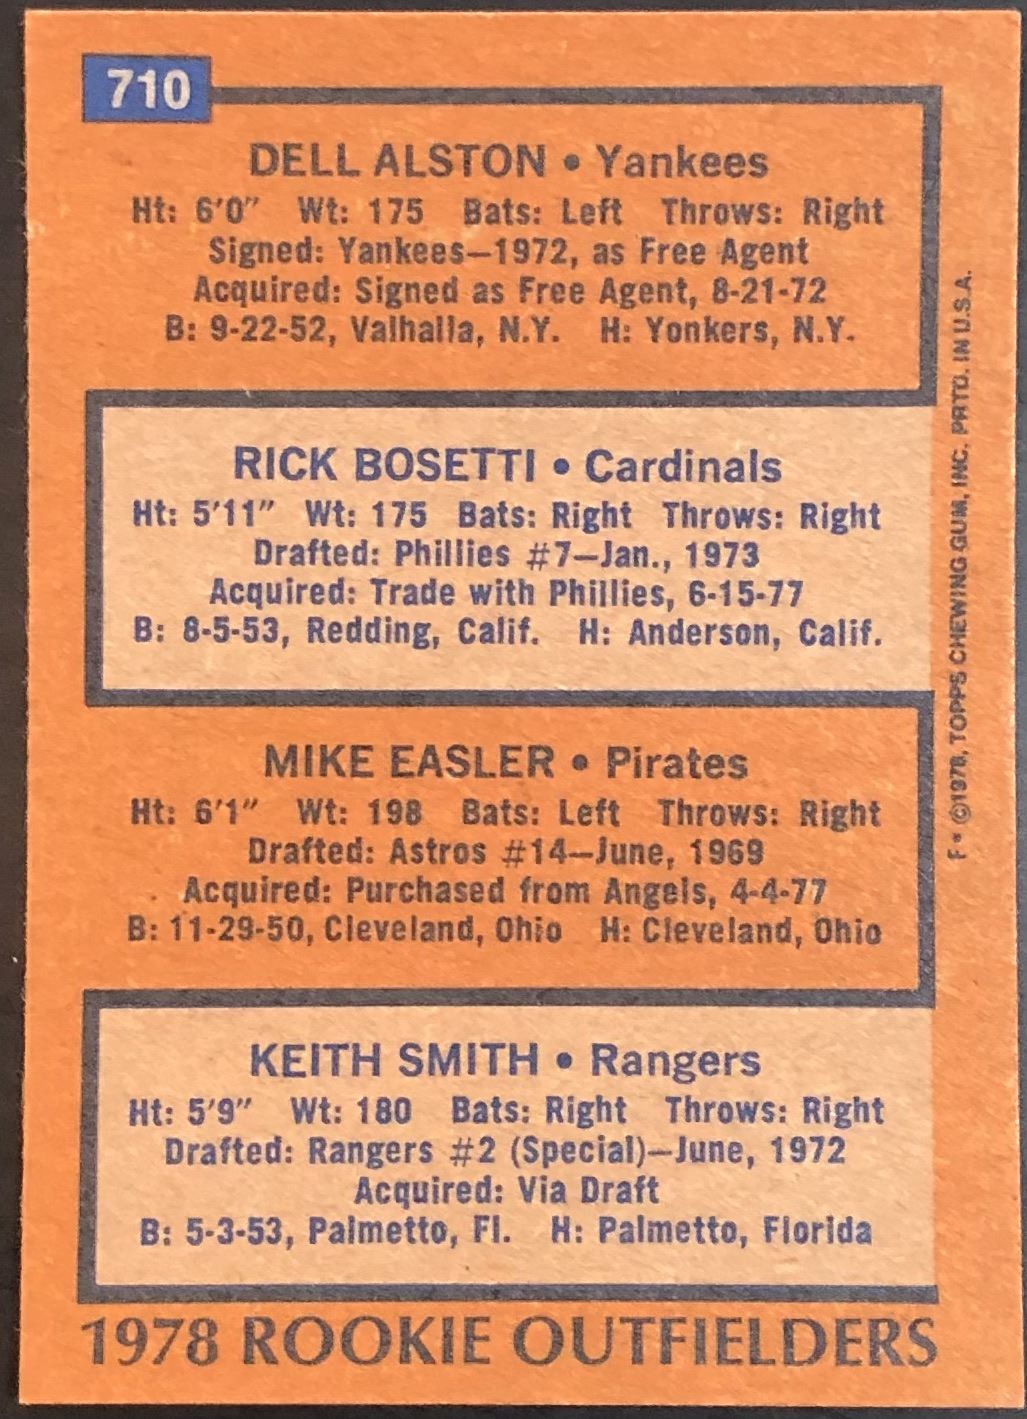 710
DELL ALSTON • Yankees
Ht: 6'0" Wt: 175 Bats: Left Throws: Right
Signed: Yankees—1972, as Free Agent
Acquired: Signed as Free Agent, 8-21-72
B: 9-22-52, Valhalla, N.Y. H: Yonkers, N.Y.
RICK BOSETTI • Cardinals
Ht: 5'11" Wt: 175 Bats: Right Throws: Right
Drafted: Phillies #7—Jan., 1973
Acquired: Trade with Phillies, 6-15-77
B: 8-5-53, Redding, Calif. H: Anderson, Calif.
MIKE EASLER • Pirates
Ht: 6'1" Wt: 198 Bats: Left Throws: Right
Drafted: Astros #14—June, 1969
Acquired: Purchased from Angels, 4-4-77
B: 11-29-50, Cleveland, Ohio H: Cleveland, Ohio
KEITH SMITH • Rangers
Ht: 5'9" Wt: 180 Bats: Right Throws: Right
Drafted: Rangers #2 (Special)—June, 1972
Acquired: Via Draft
B: 5-3-53, Palmetto, Fl. H: Palmetto, Florida
1978 ROOKIE OUTFIELDERS
F* ©1978, TOPPS CHEWING GUM, INC. PRTD. IN U.S.A.